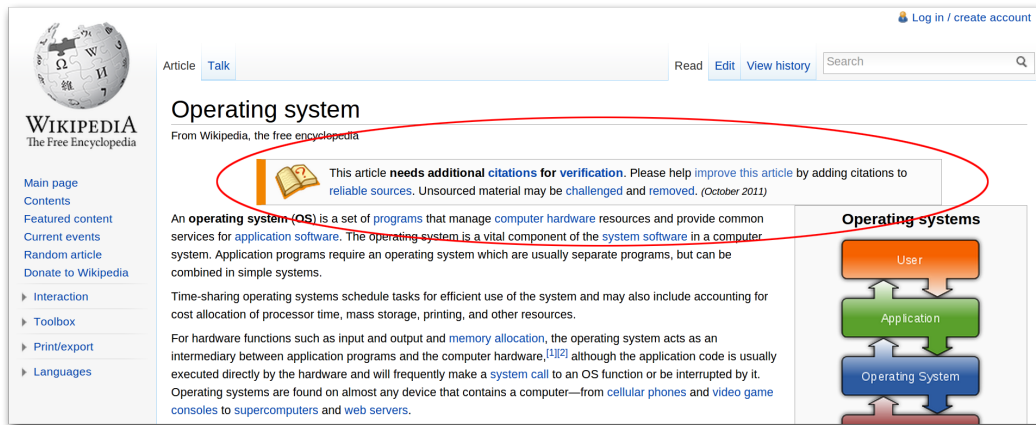 Log in / create account
Article Talk Read Edit View history Search
WIKIPEDIA
The Free Encyclopedia
Main page
Contents
Featured content
Current events
Random article
Donate to Wikipedia
Interaction
Toolbox
Print/export
Languages
Operating system
From Wikipedia, the free encyclopedia
This article needs additional citations for verification. Please help improve this article by adding citations to
reliable sources. Unsourced material may be challenged and removed. (October 2011)
An operating system (OS) is a set of programs that manage computer hardware resources and provide common
services for application software. The operating system is a vital component of the system software in a computer
system. Application programs require an operating system which are usually separate programs, but can be
combined in simple systems.
Time-sharing operating systems schedule tasks for efficient use of the system and may also include accounting for
cost allocation of processor time, mass storage, printing, and other resources.
For hardware functions such as input and output and memory allocation, the operating system acts as an
intermediary between application programs and the computer hardware,[1][2] although the application code is usually
executed directly by the hardware and will frequently make a system call to an OS function or be interrupted by it.
Operating systems are found on almost any device that contains a computer—from cellular phones and video game
consoles to supercomputers and web servers.
Operating systems
User
Application
Operating System